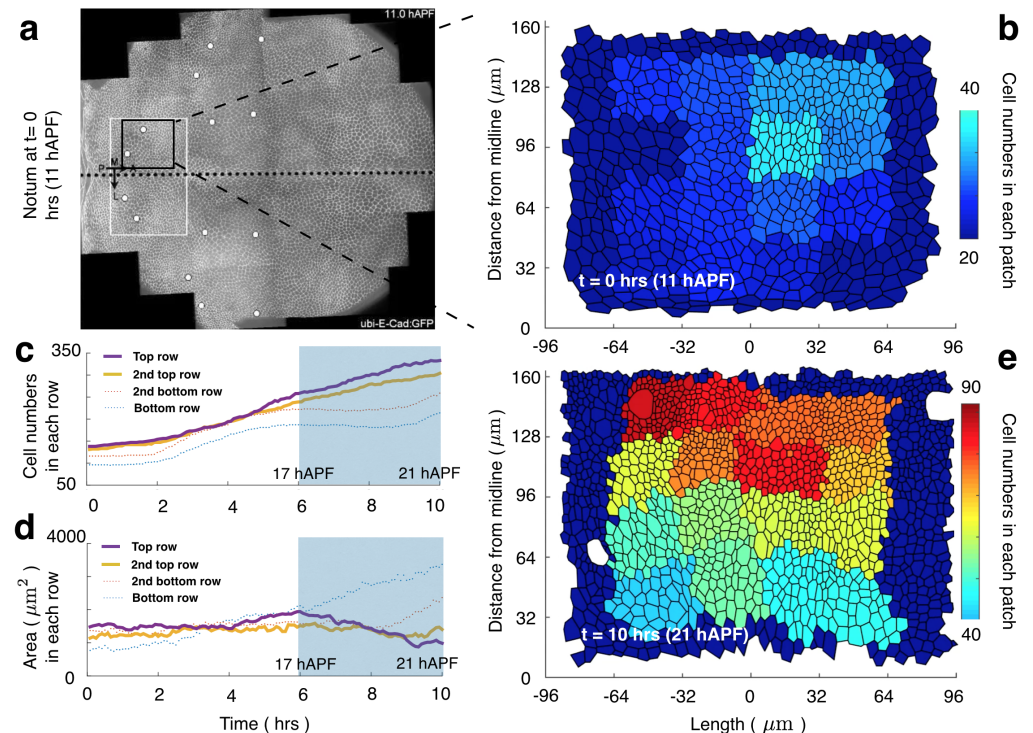 a
Notum at t= 0
hrs (11 hAPF)
11.0 hAPF
P M A
L
ubi-E-Cad:GFP
b
Distance from midline (μm)
160
128
96
64
32
0
-96 -64 -32 0 32 64 96
t = 0 hrs (11 hAPF)
40
20
Cell numbers in each patch
c
Cell numbers
in each row
350
50
Top row
2nd top row
2nd bottom row
Bottom row
17 hAPF
21 hAPF
0 2 4 6 8 10
d
Area (μm²)
in each row
4000
0
Top row
2nd top row
2nd bottom row
Bottom row
17 hAPF
21 hAPF
0 2 4 6 8 10
Time ( hrs )
e
Distance from midline (μm)
160
128
96
64
32
0
-96 -64 -32 0 32 64 96
Length ( μm )
t = 10 hrs (21 hAPF)
90
40
Cell numbers in each patch